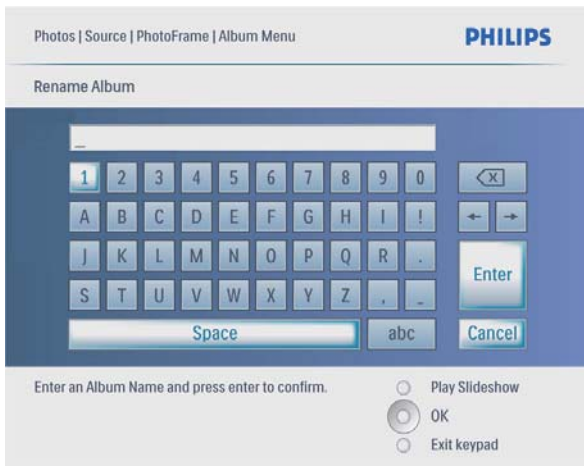 Photos | Source | PhotoFrame | Album Menu PHILIPS
Rename Album
_
1 2 3 4 5 6 7 8 9 0
A B C D E F G H I !
J K L M N O P Q R .
S T U V W X Y Z , _
Enter
Space abc Cancel
Enter an Album Name and press enter to confirm.
Play Slideshow
OK
Exit keypad